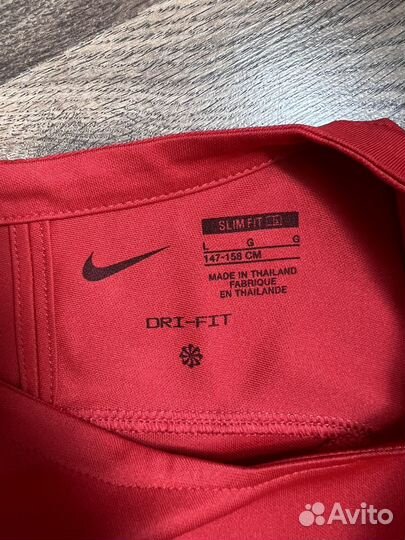 SLIM FIT
L G G
147-158 CM
MADE IN THAILAND
FABRIQUE
EN THAILANDE
DRI-FIT
Avito